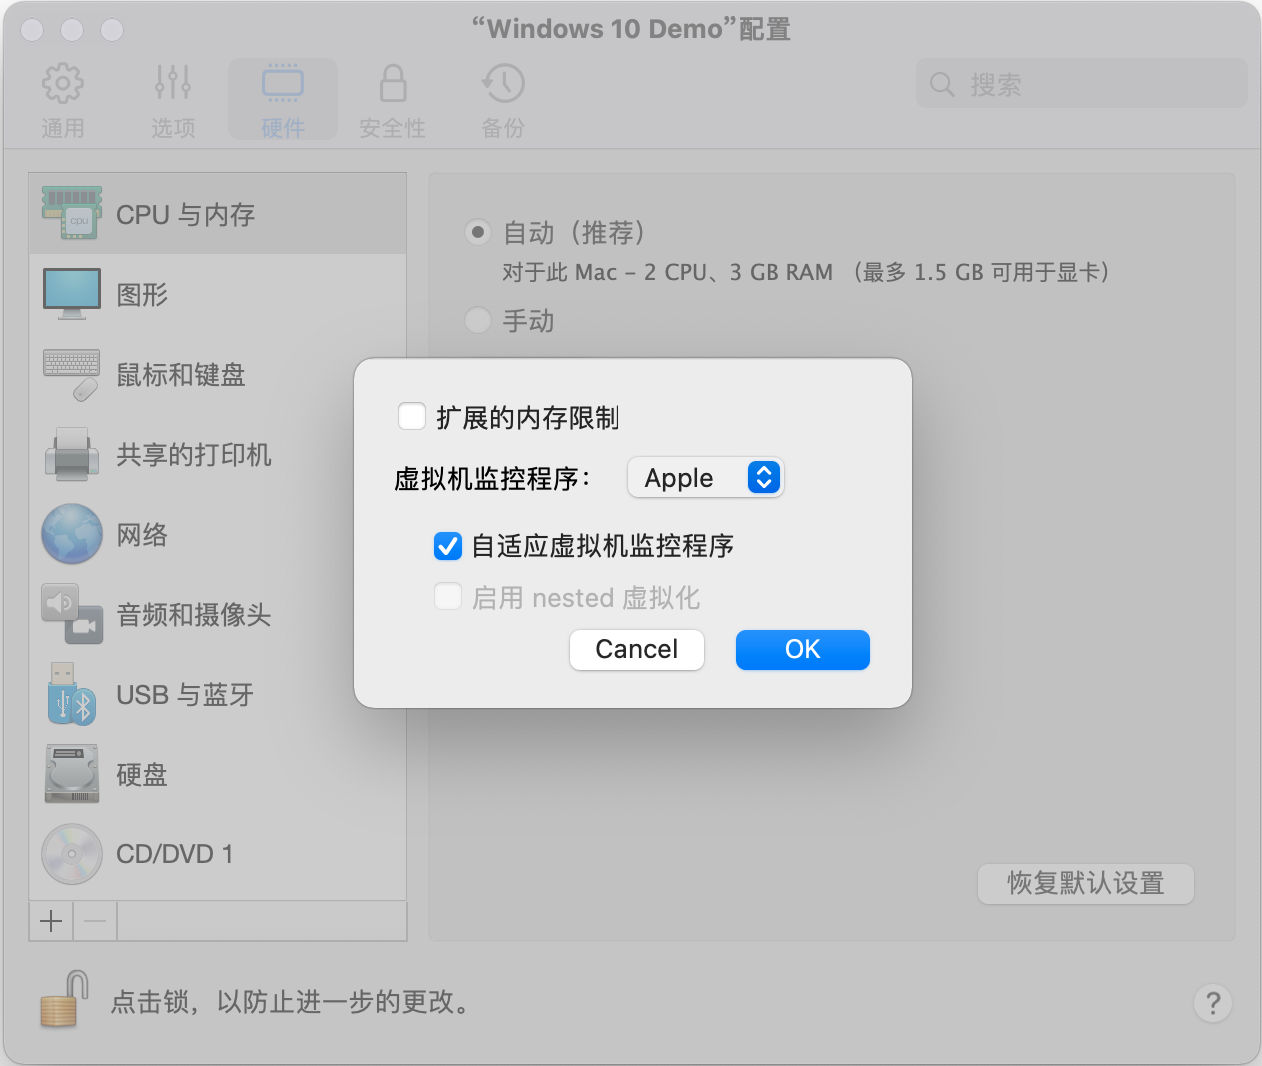 “Windows 10 Demo”配置
通用
选项
硬件
安全性
备份
搜索
CPU 与内存
图形
鼠标和键盘
共享的打印机
网络
音频和摄像头
USB 与蓝牙
硬盘
CD/DVD 1
自动（推荐）
对于此 Mac – 2 CPU、3 GB RAM （最多 1.5 GB 可用于显卡）
手动
扩展的内存限制
虚拟机监控程序：
Apple
自适应虚拟机监控程序
启用 nested 虚拟化
Cancel
OK
恢复默认设置
点击锁，以防止进一步的更改。
?
cpu